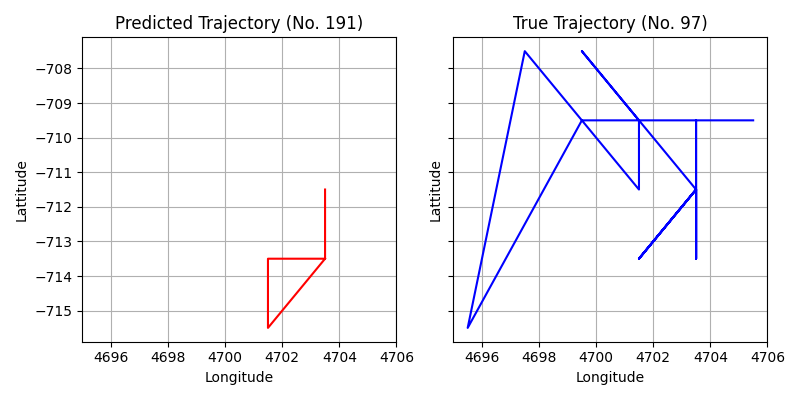 Predicted Trajectory (No. 191)
True Trajectory (No. 97)
Lattitude
−708
−709
−710
−711
−712
−713
−714
−715
4696 4698 4700 4702 4704 4706
Longitude
Lattitude
4696 4698 4700 4702 4704 4706
Longitude